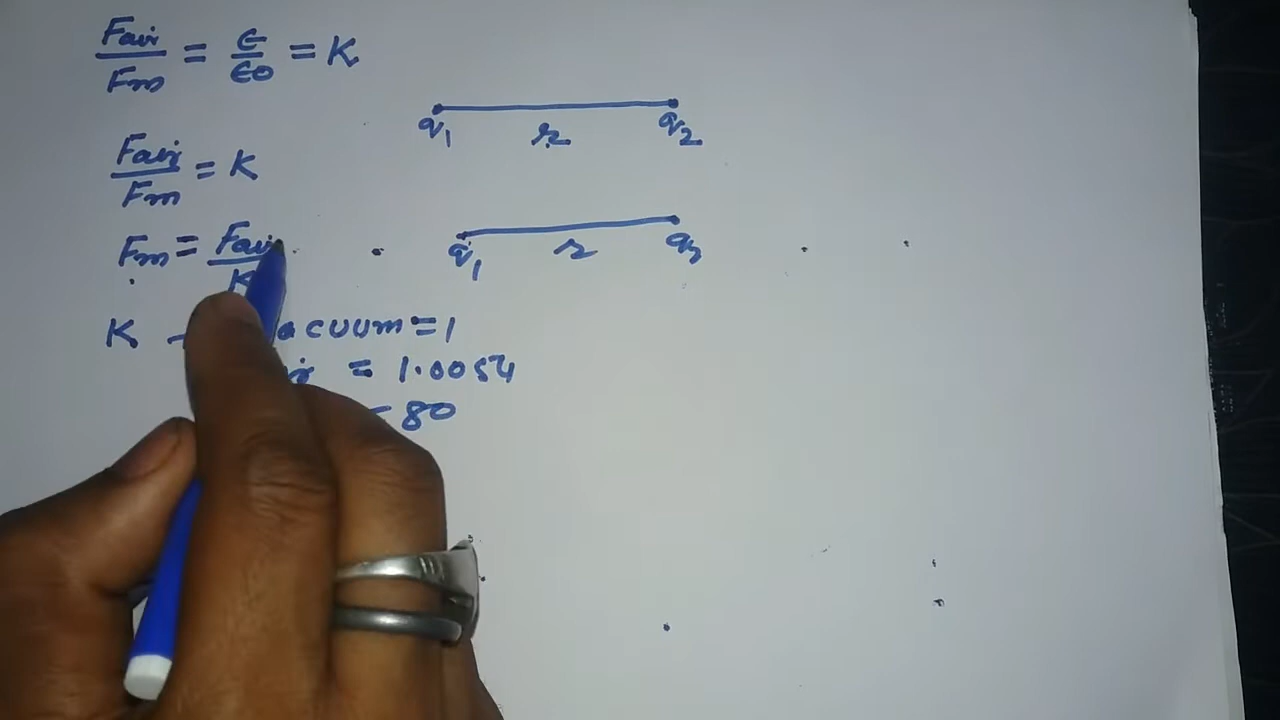 Fair/Fm = ϵ/ϵ0 = K
q1 r q2
Fair/Fm = K
Fm = Fair/K
q1 r q2
K → acuum = 1
= 1.0054
= 80